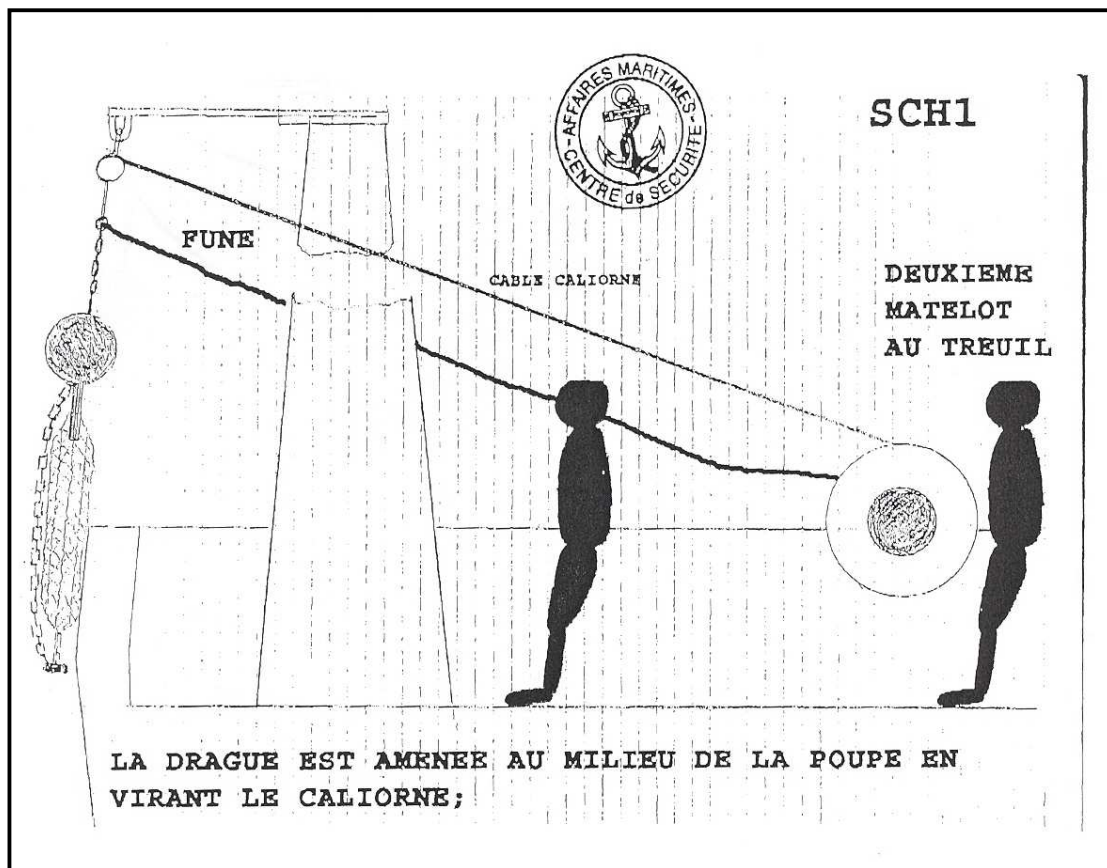 -AFFAIRES MARITIMES-
CENTRE de SECURITE
SCH1
FUNE
CABLE CALIORNE
DEUXIEME
MATELOT
AU TREUIL
LA DRAGUE EST AMENEE AU MILIEU DE LA POUPE EN
VIRANT LE CALIORNE;